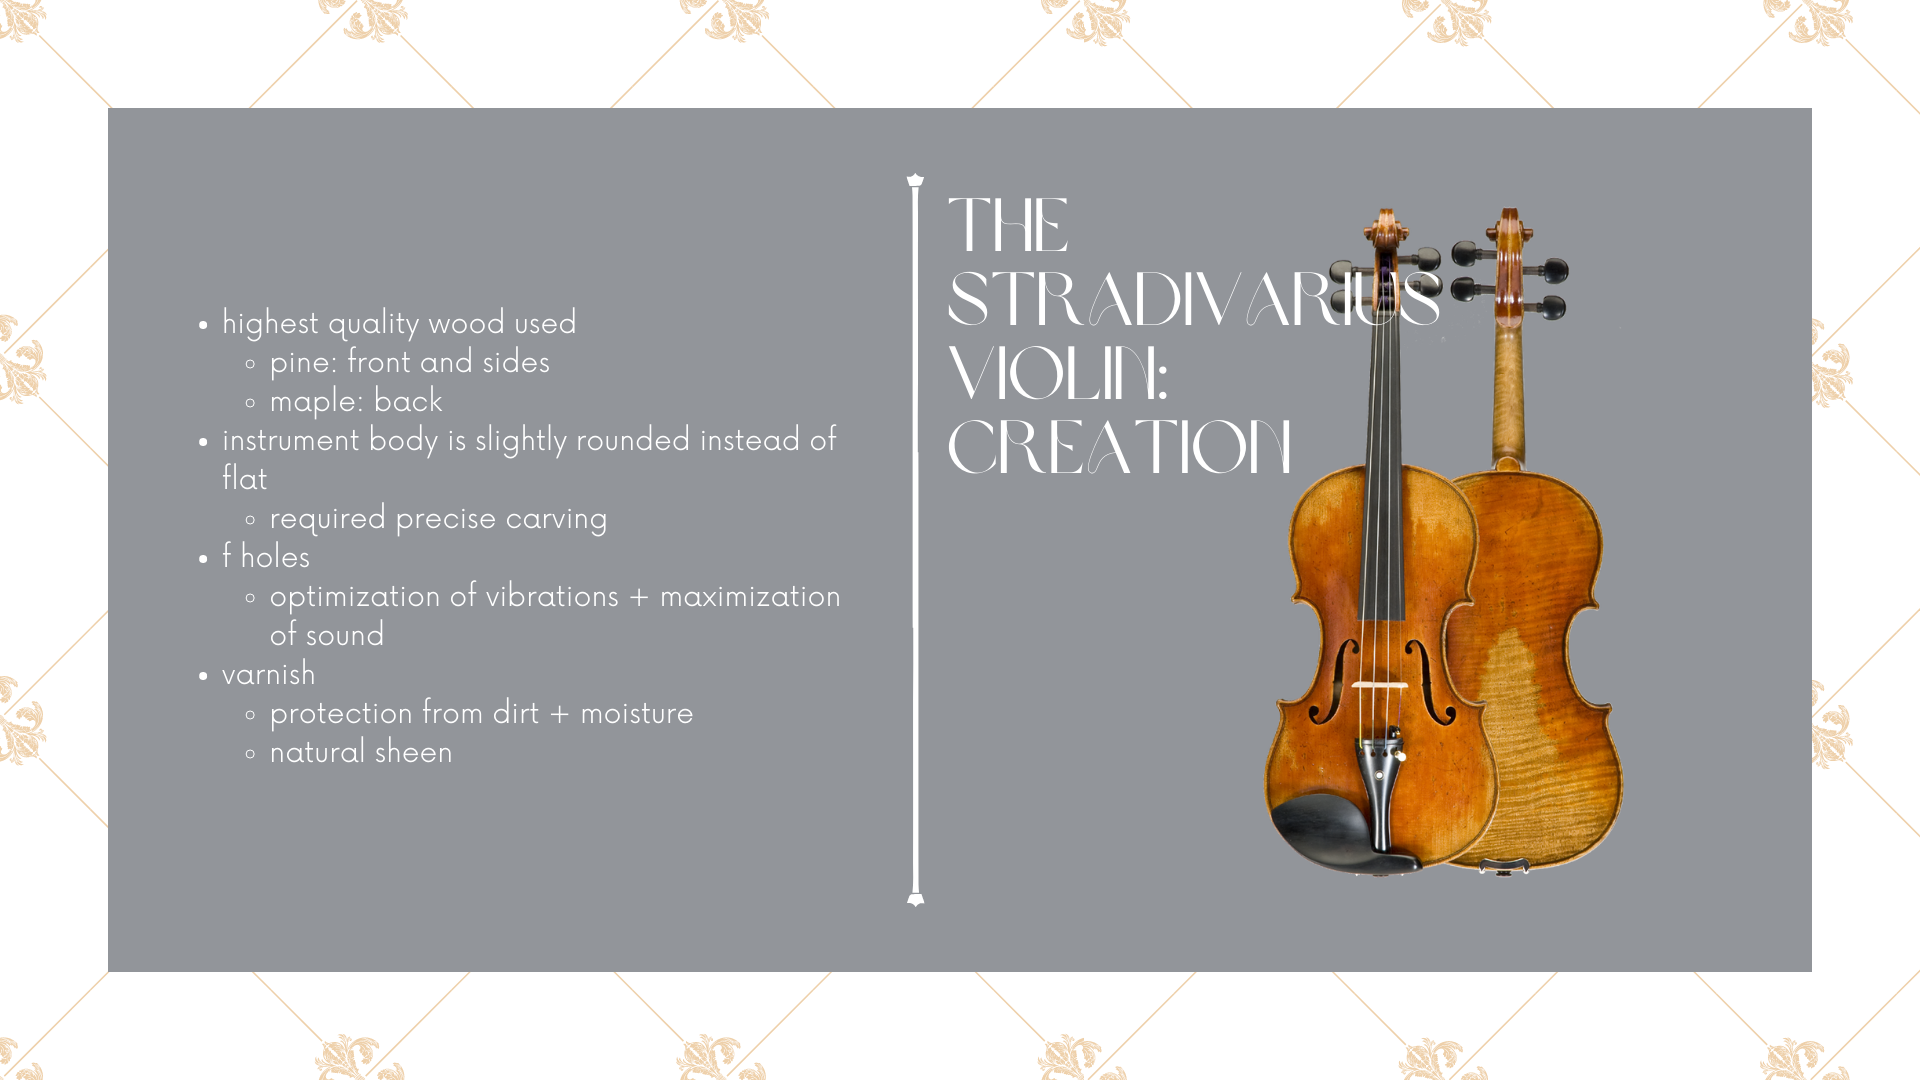 THE
STRADIVARIUS
VIOLIN:
CREATION
• highest quality wood used
◦ pine: front and sides
◦ maple: back
• instrument body is slightly rounded instead of
flat
◦ required precise carving
• f holes
◦ optimization of vibrations + maximization
of sound
• varnish
◦ protection from dirt + moisture
◦ natural sheen